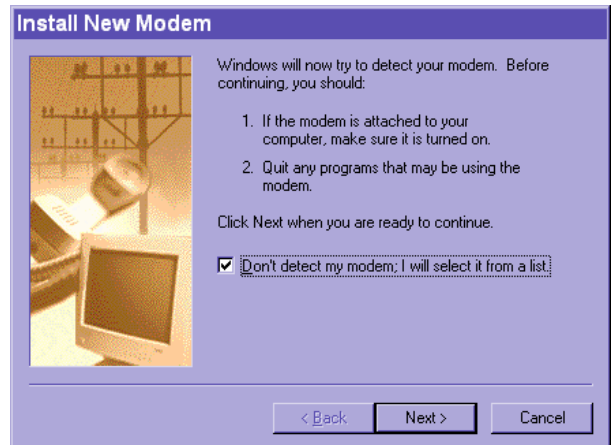 Install New Modem
Windows will now try to detect your modem. Before
continuing, you should:
1. If the modem is attached to your
computer, make sure it is turned on.
2. Quit any programs that may be using the
modem.
Click Next when you are ready to continue.
Don't detect my modem; I will select it from a list.
< Back
Next >
Cancel